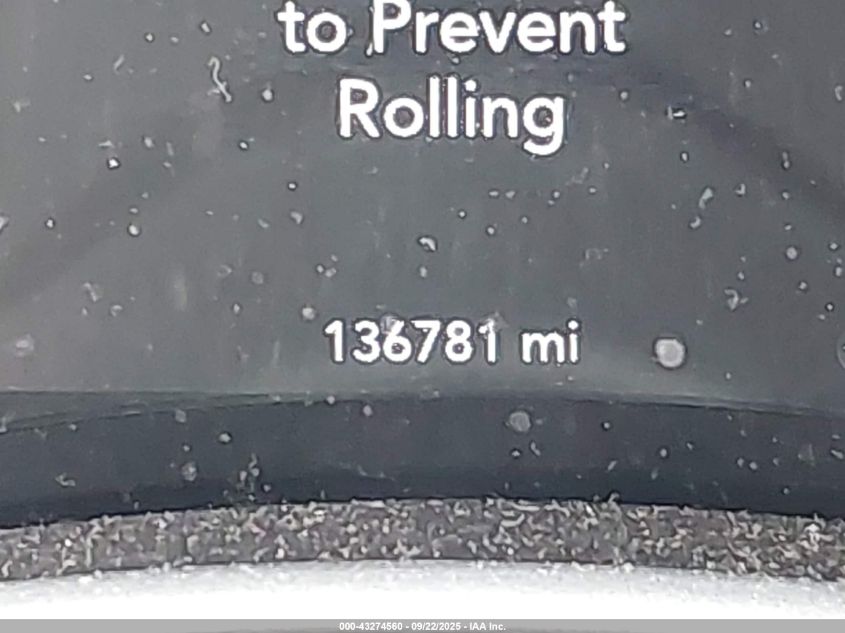 to Prevent
Rolling
136781 mi
000-43274560 - 09/22/2025 - IAA Inc.